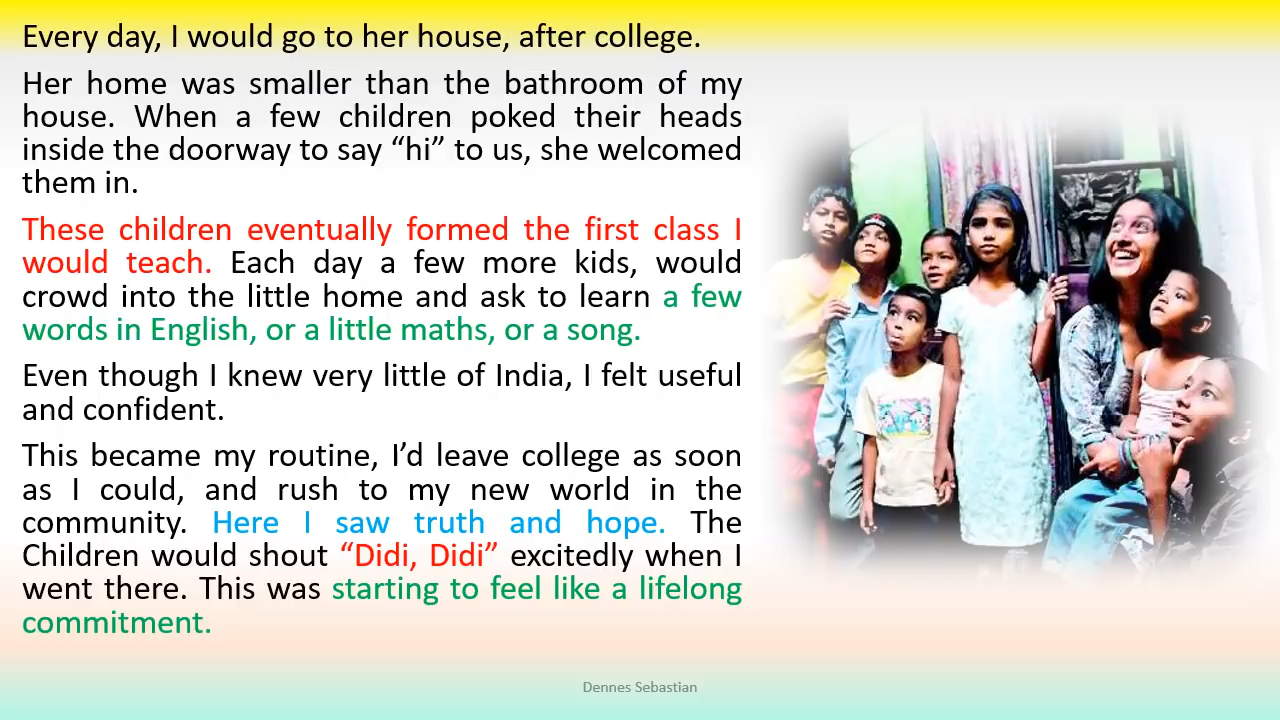 Every day, I would go to her house, after college.
Her home was smaller than the bathroom of my
house. When a few children poked their heads
inside the doorway to say “hi” to us, she welcomed
them in.
These children eventually formed the first class I
would teach. Each day a few more kids, would
crowd into the little home and ask to learn a few
words in English, or a little maths, or a song.
Even though I knew very little of India, I felt useful
and confident.
This became my routine, I’d leave college as soon
as I could, and rush to my new world in the
community. Here I saw truth and hope. The
Children would shout “Didi, Didi” excitedly when I
went there. This was starting to feel like a lifelong
commitment.
Dennes Sebastian